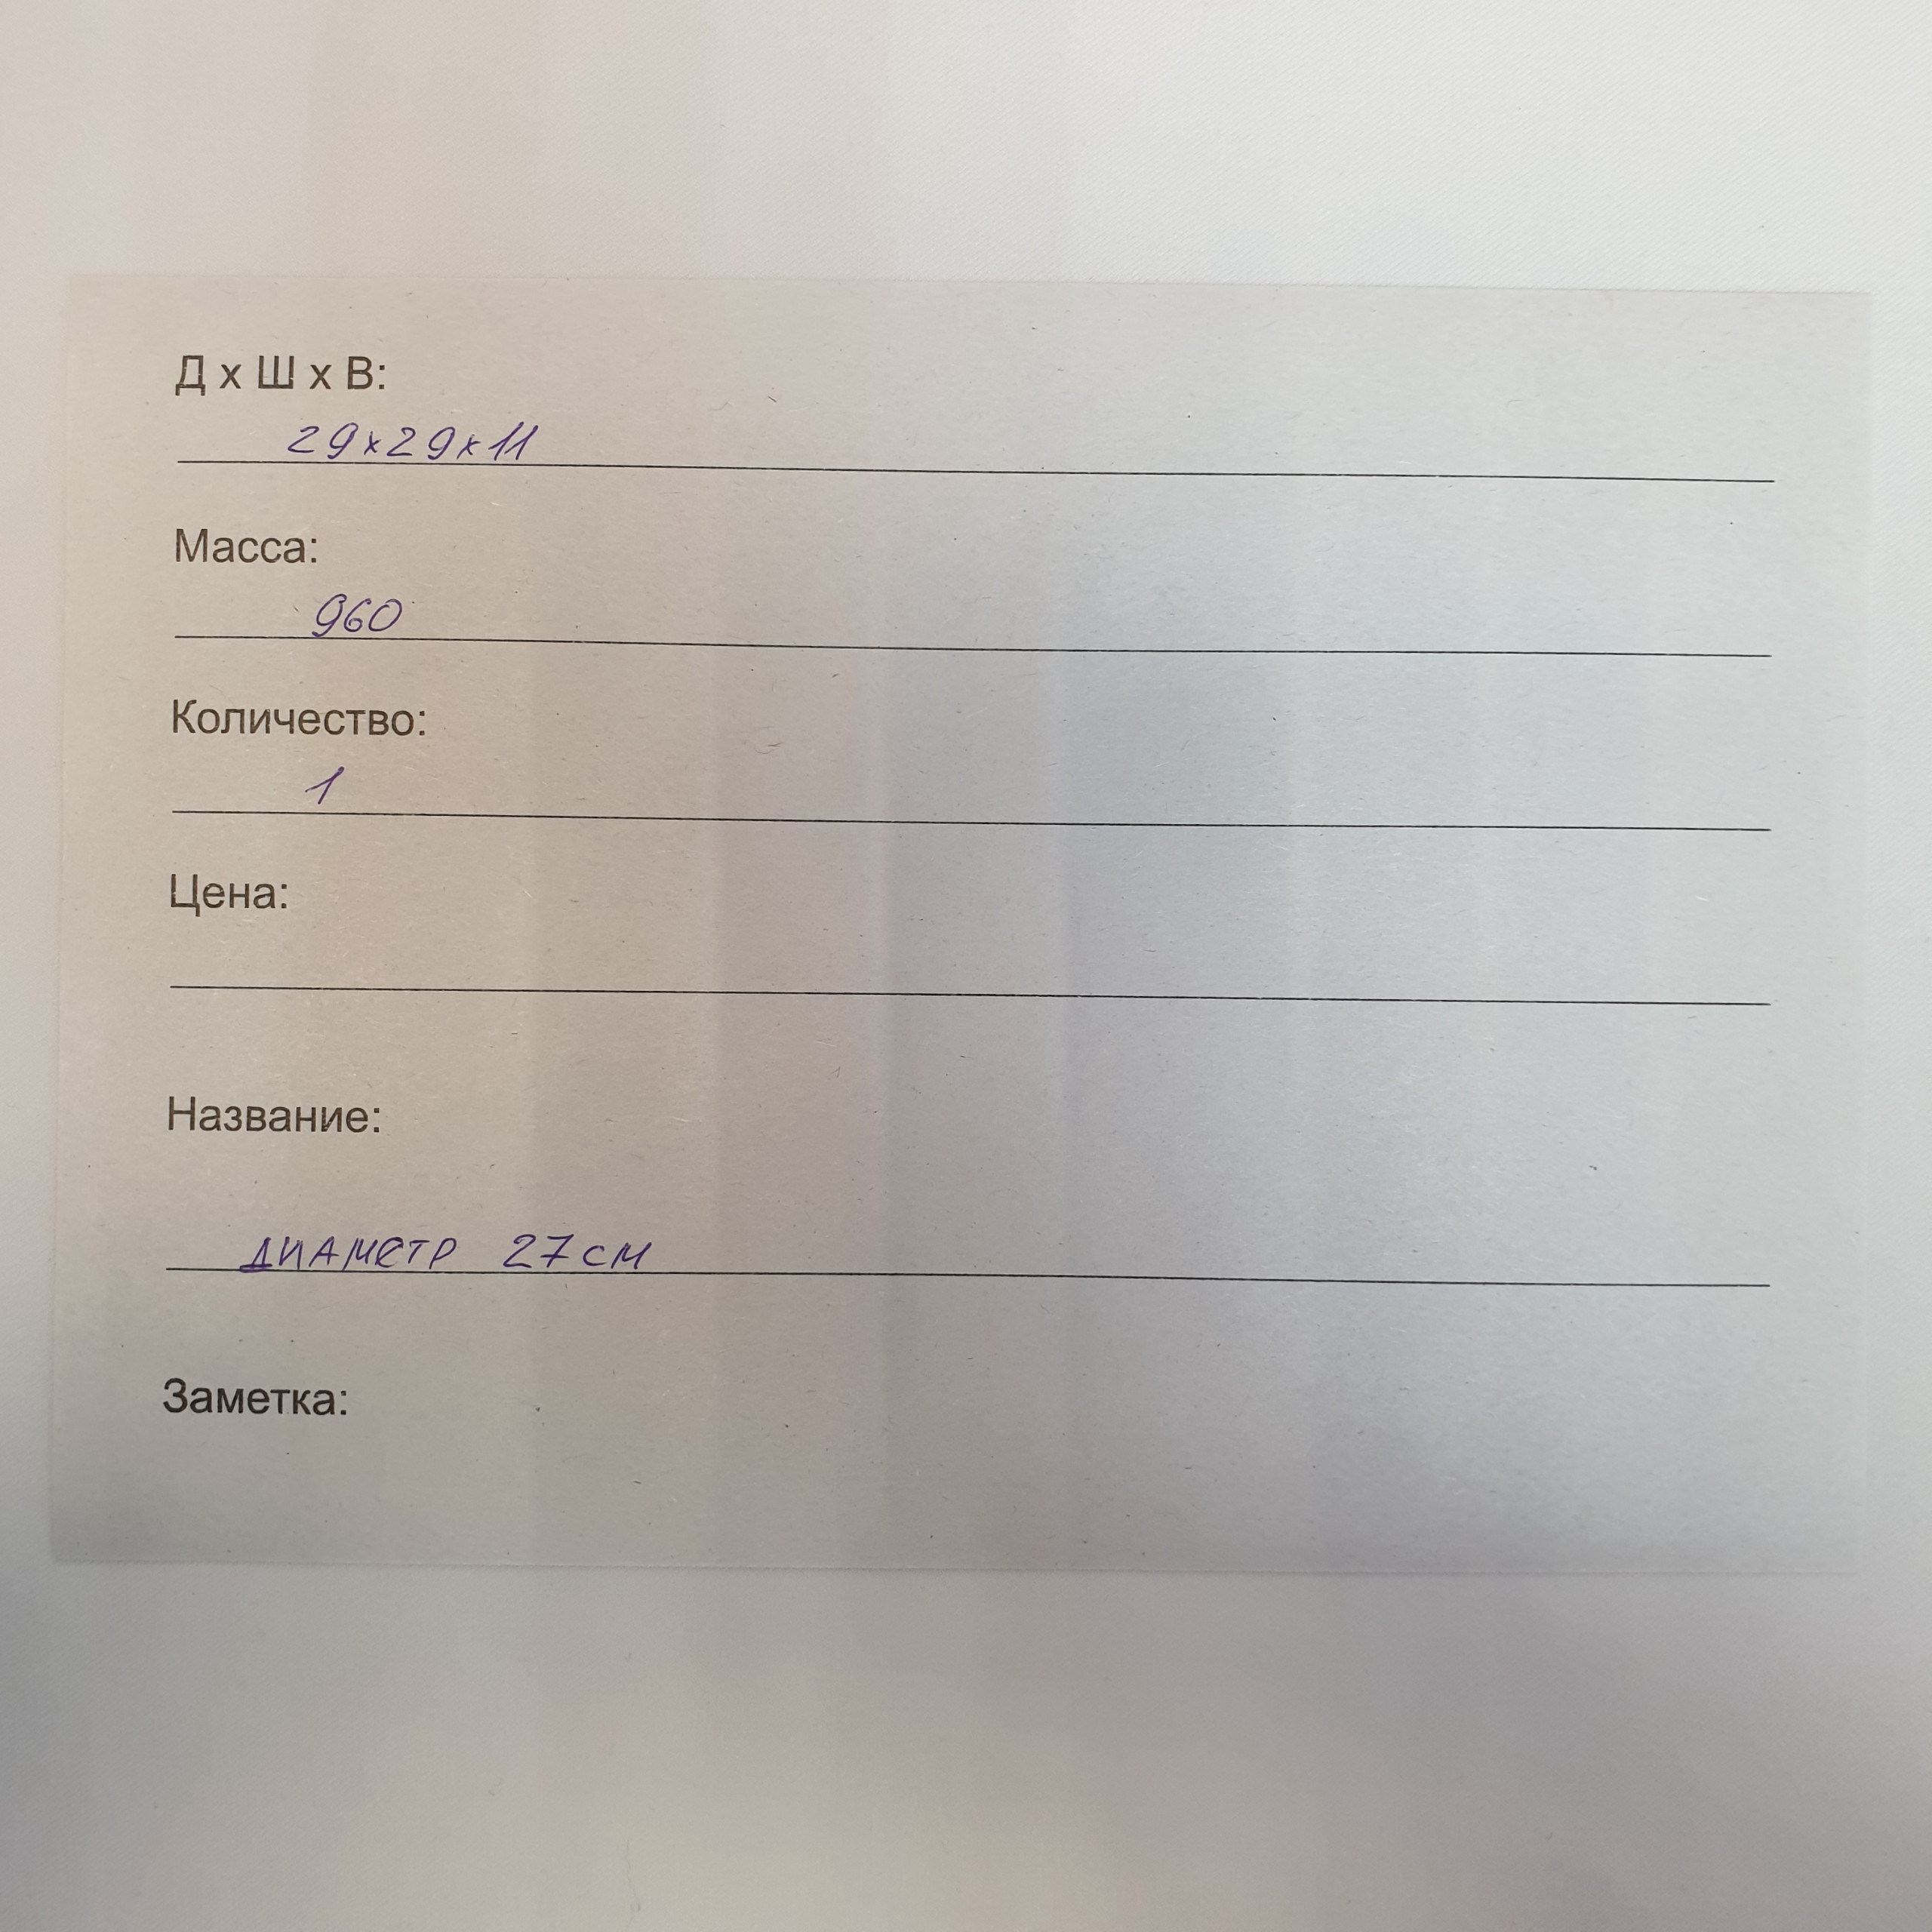 Д х Ш х В:
29х29х11
Масса:
960
Количество:
1
Цена:
Название:
ДИАМЕТР 27см
Заметка: